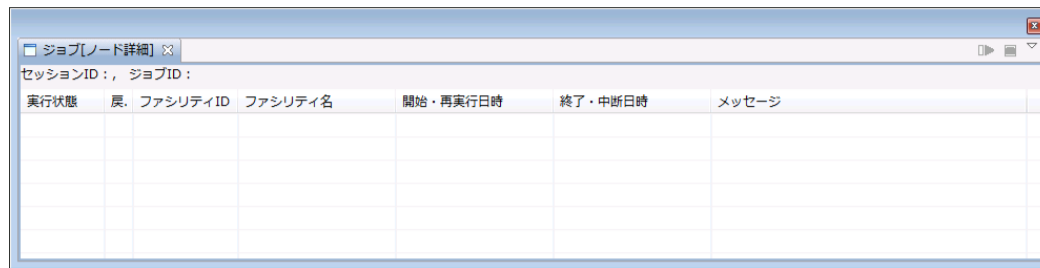 ジョブ[ノード詳細]
セッションID：, ジョブID：
実行状態 戻. ファシリティID ファシリティ名 開始・再実行日時 終了・中断日時 メッセージ